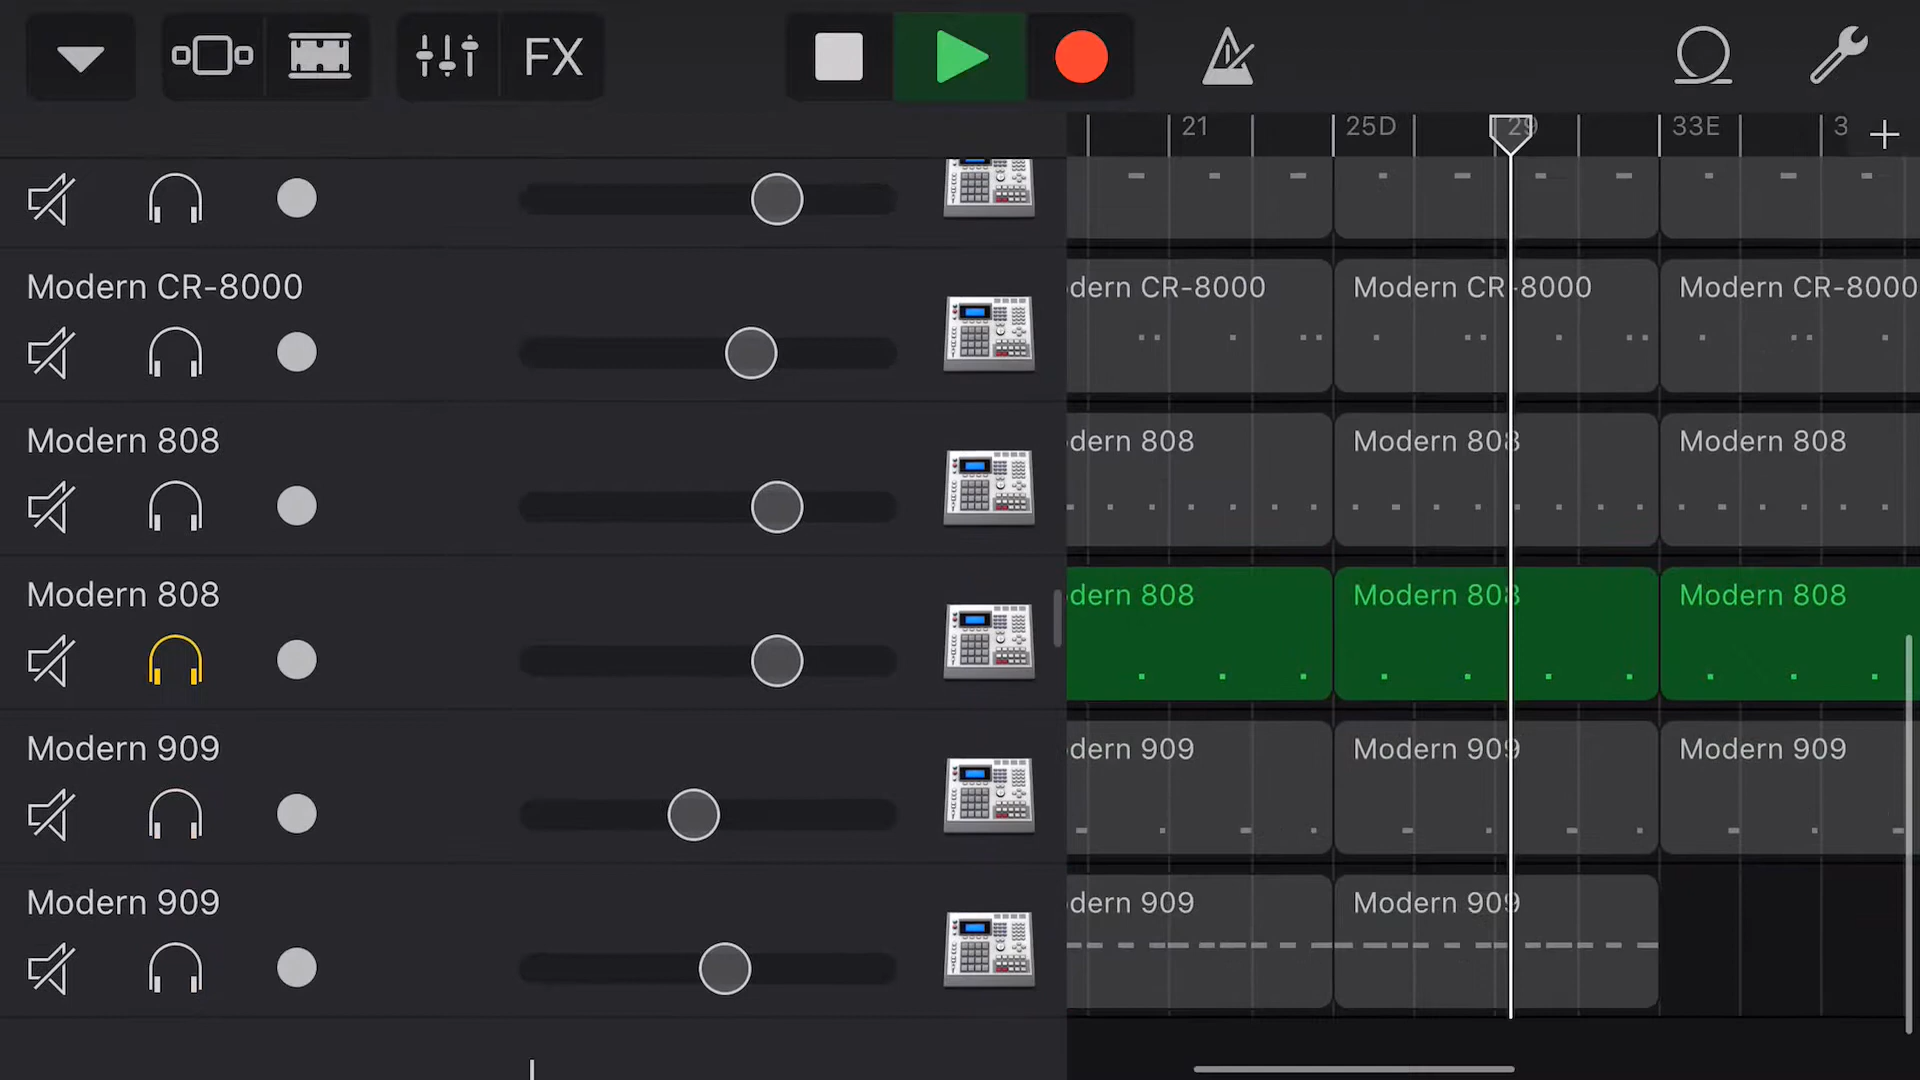 FX
21 25D 29 33E 3
Modern CR-8000
dern CR-8000 Modern CR-8000 Modern CR-8000
Modern 808
dern 808 Modern 808 Modern 808
Modern 808
dern 808 Modern 808 Modern 808
Modern 909
dern 909 Modern 909 Modern 909
Modern 909
dern 909 Modern 909